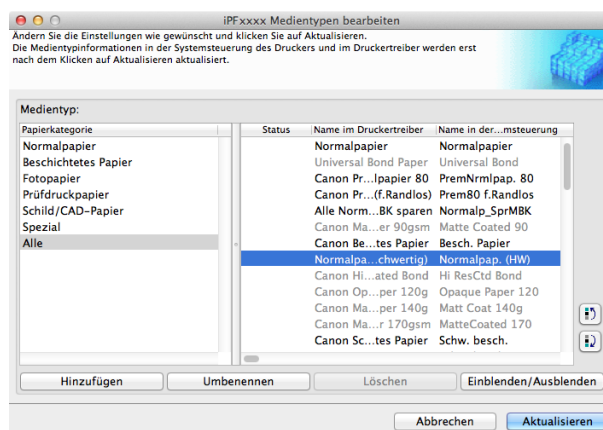 iPFxxxx Medientypen bearbeiten
Ändern Sie die Einstellungen wie gewünscht und klicken Sie auf Aktualisieren.
Die Medientypinformationen in der Systemsteuerung des Druckers und im Druckertreiber werden erst
nach dem Klicken auf Aktualisieren aktualisiert.
Medientyp:
Papierkategorie
Normalpapier
Beschichtetes Papier
Fotopapier
Prüfdruckpapier
Schild/CAD-Papier
Spezial
Alle
Status Name im Druckertreiber Name in der...msteuerung
Normalpapier Normalpapier
Universal Bond Paper Universal Bond
Canon Pr...lpapier 80 PremNrmlpap. 80
Canon Pr...(f.Randlos) Prem80 f.Randlos
Alle Norm...BK sparen Normalp_SprMBK
Canon Ma...er 90gsm Matte Coated 90
Canon Be...tes Papier Besch. Papier
Normalpa...chwertig) Normalpap. (HW)
Canon Hi...ated Bond Hi ResCtd Bond
Canon Op...per 120g Opaque Paper 120
Canon Ma...per 140g Matt Coat 140g
Canon Ma...r 170gsm MatteCoated 170
Canon Sc...tes Papier Schw. besch.
Hinzufügen Umbenennen Löschen Einblenden/Ausblenden
Abbrechen Aktualisieren